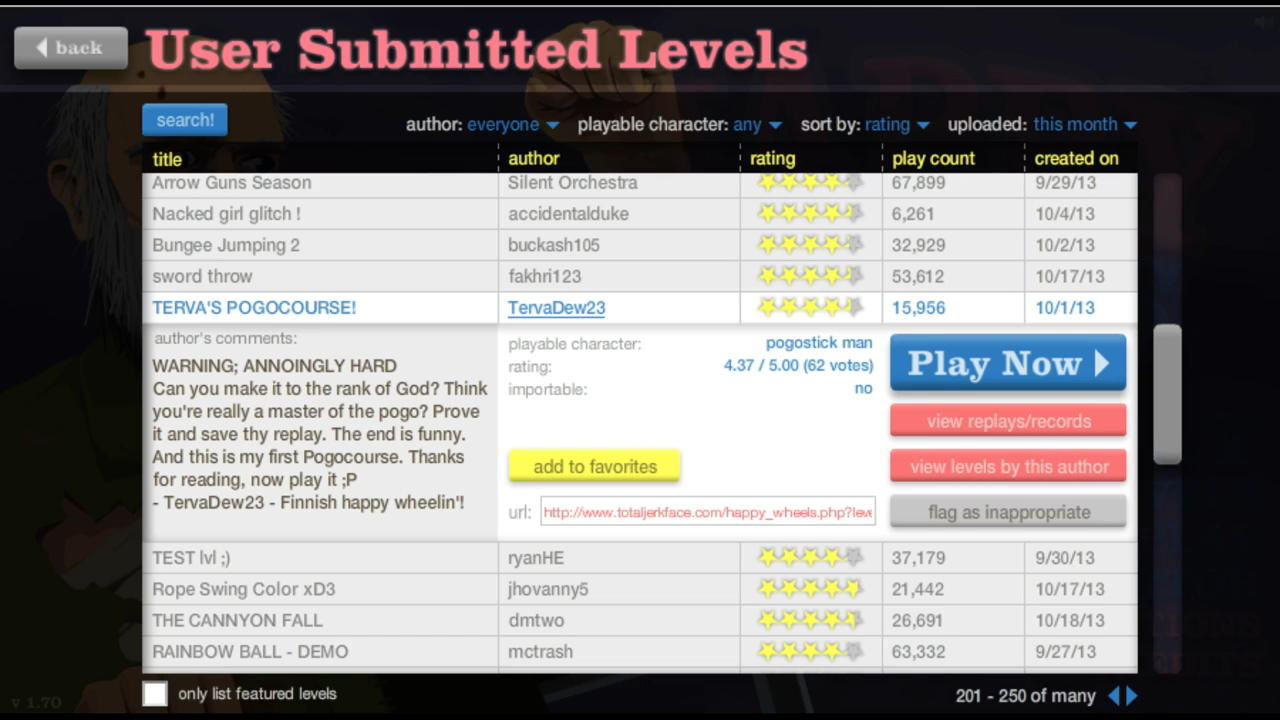 back
User Submitted Levels
search!
author: everyone playable character: any sort by: rating uploaded: this month
title author rating play count created on
Arrow Guns Season Silent Orchestra 67,899 9/29/13
Nacked girl glitch ! accidentalduke 6,261 10/4/13
Bungee Jumping 2 buckash105 32,929 10/2/13
sword throw fakhri123 53,612 10/17/13
TERVA'S POGOCOURSE! TervaDew23 15,956 10/1/13
author's comments:
WARNING; ANNOINGLY HARD
Can you make it to the rank of God? Think
you're really a master of the pogo? Prove
it and save thy replay. The end is funny.
And this is my first Pogocourse. Thanks
for reading, now play it ;P
- TervaDew23 - Finnish happy wheelin'!
playable character: pogostick man
rating: 4.37 / 5.00 (62 votes)
importable: no
add to favorites
url: http://www.totaljerkface.com/happy_wheels.php?leve
Play Now
view replays/records
view levels by this author
flag as inappropriate
TEST lvl ;) ryanHE 37,179 9/30/13
Rope Swing Color xD3 jhovanny5 21,442 10/17/13
THE CANNYON FALL dmtwo 26,691 10/18/13
RAINBOW BALL - DEMO mctrash 63,332 9/27/13
only list featured levels
201 - 250 of many
v 1.70